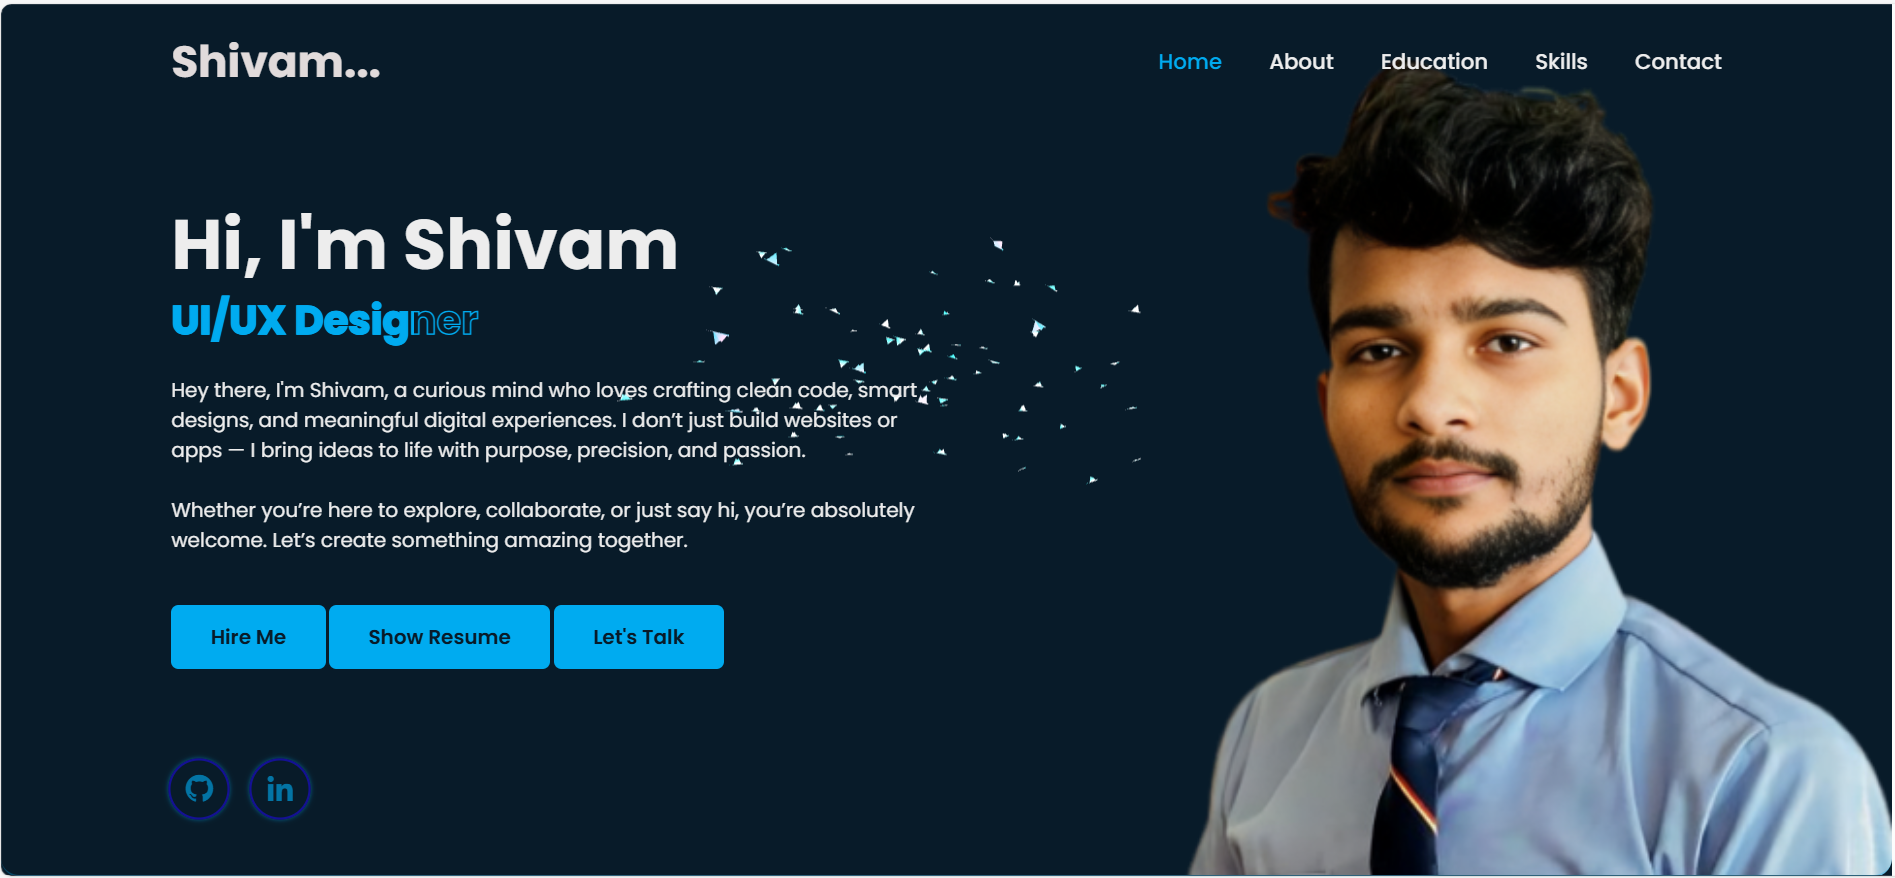 Shivam...
Home About Education Skills Contact
Hi, I'm Shivam
UI/UX Designer
Hey there, I'm Shivam, a curious mind who loves crafting clean code, smart
designs, and meaningful digital experiences. I don’t just build websites or
apps — I bring ideas to life with purpose, precision, and passion.
Whether you’re here to explore, collaborate, or just say hi, you’re absolutely
welcome. Let’s create something amazing together.
Hire Me Show Resume Let's Talk
in